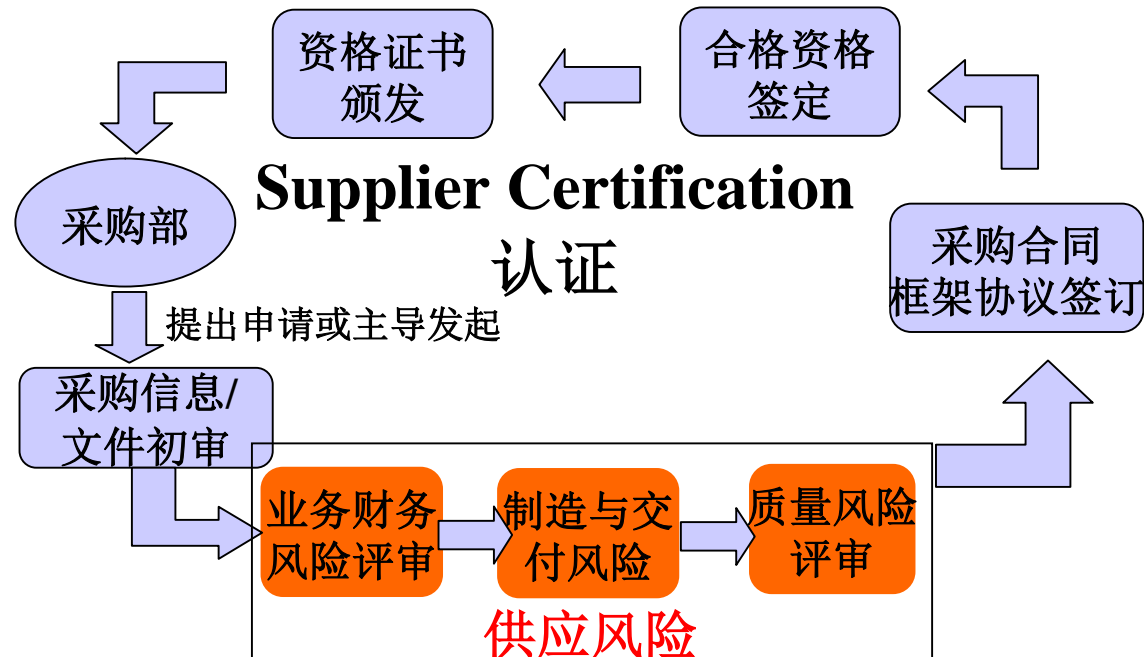 资格证书
颁发
合格资格
签定
Supplier Certification
认证
采购部
采购合同
框架协议签订
提出申请或主导发起
采购信息/
文件初审
业务财务
风险评审
制造与交
付风险
质量风险
评审
供应风险